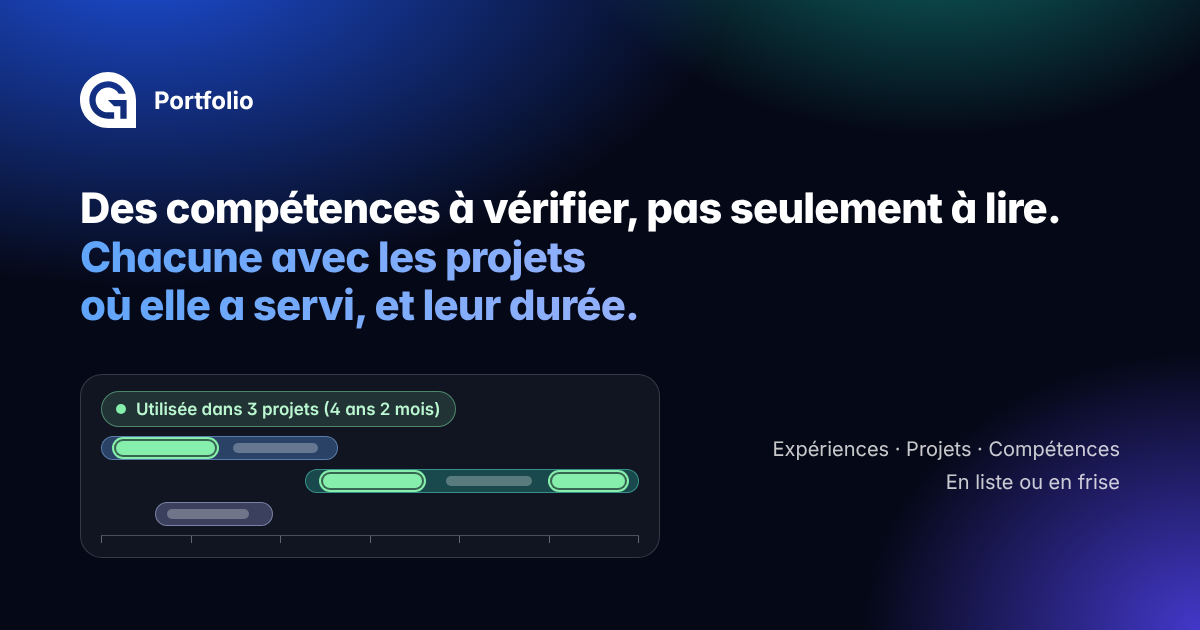 Portfolio
Des compétences à vérifier, pas seulement à lire.
Chacune avec les projets
où elle a servi, et leur durée.
Utilisée dans 3 projets (4 ans 2 mois)
Expériences · Projets · Compétences
En liste ou en frise